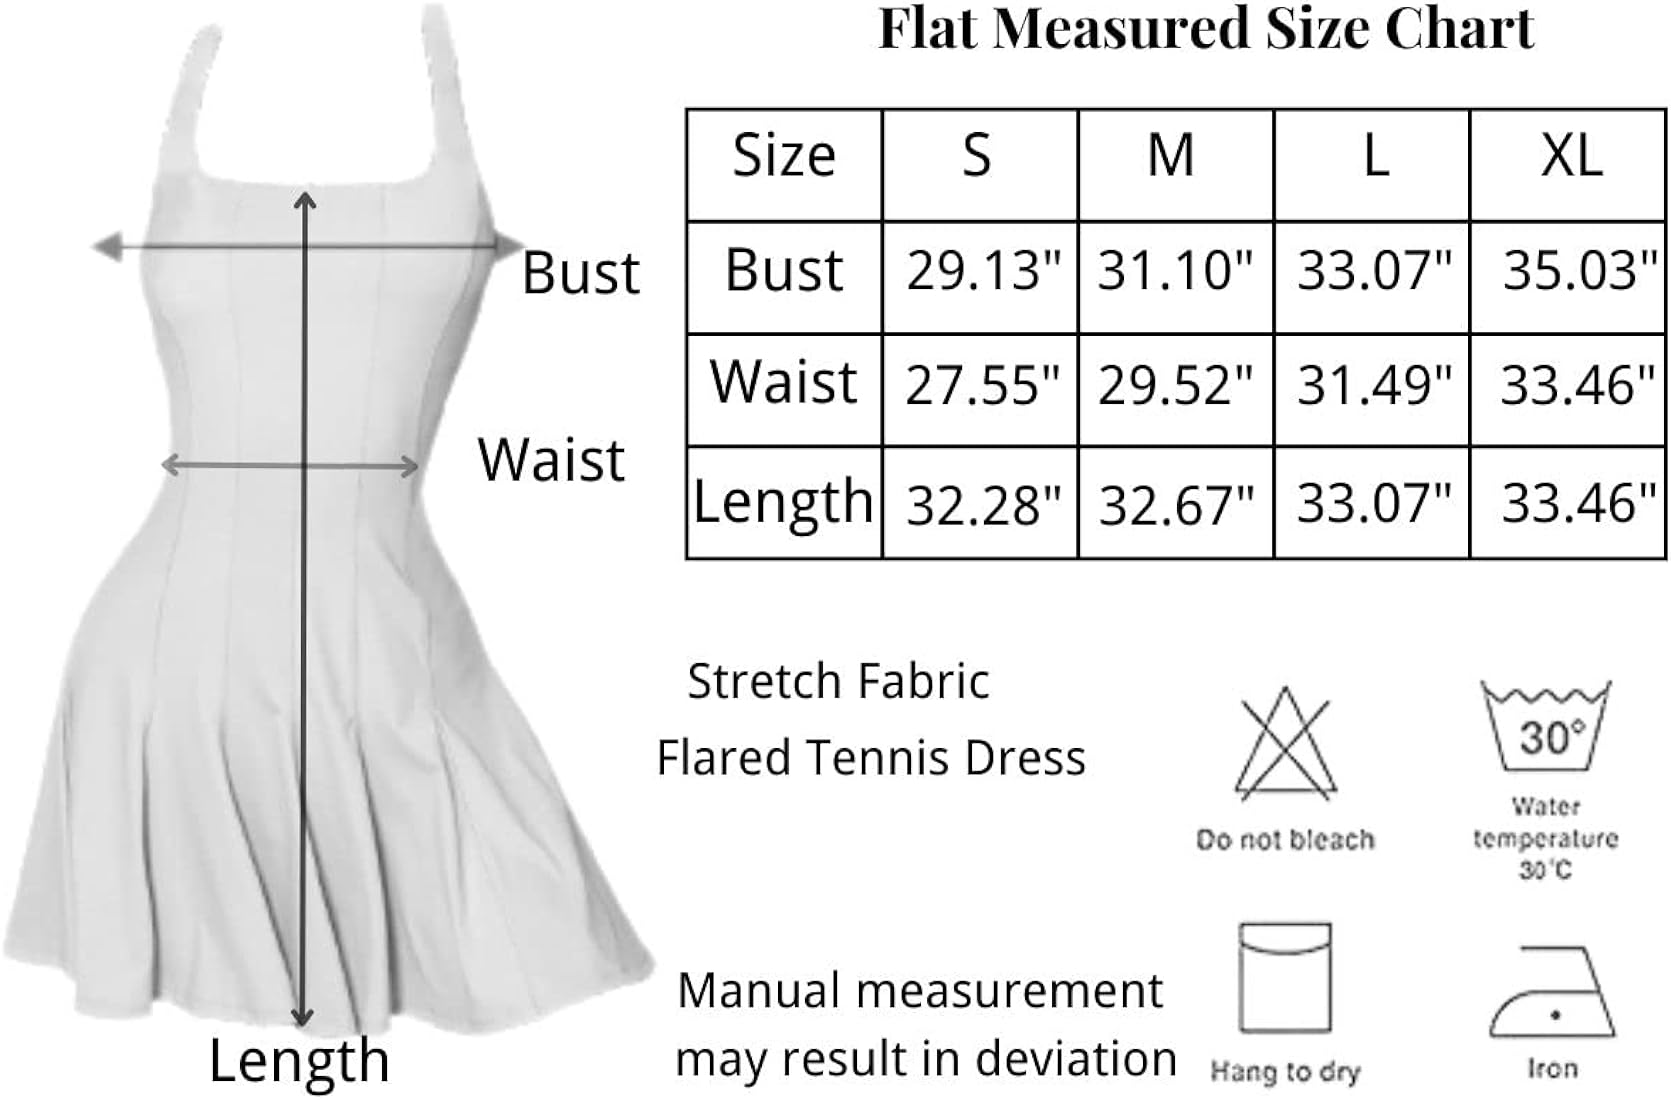 Flat Measured Size Chart
Size S M L XL
Bust 29.13" 31.10" 33.07" 35.03"
Waist 27.55" 29.52" 31.49" 33.46"
Length 32.28" 32.67" 33.07" 33.46"
Bust
Waist
Length
Stretch Fabric
Flared Tennis Dress
Manual measurement
may result in deviation
Do not bleach
30°
Water
temperature
30°C
Hang to dry
Iron